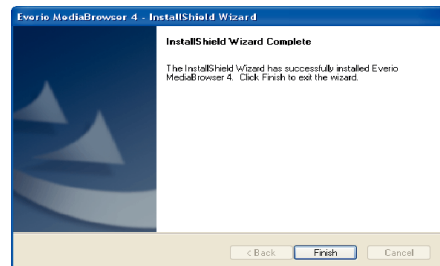 Everio MediaBrowser 4 - InstallShield Wizard
InstallShield Wizard Complete
The InstallShield Wizard has successfully installed Everio
MediaBrowser 4. Click Finish to exit the wizard.
< Back
Finish
Cancel